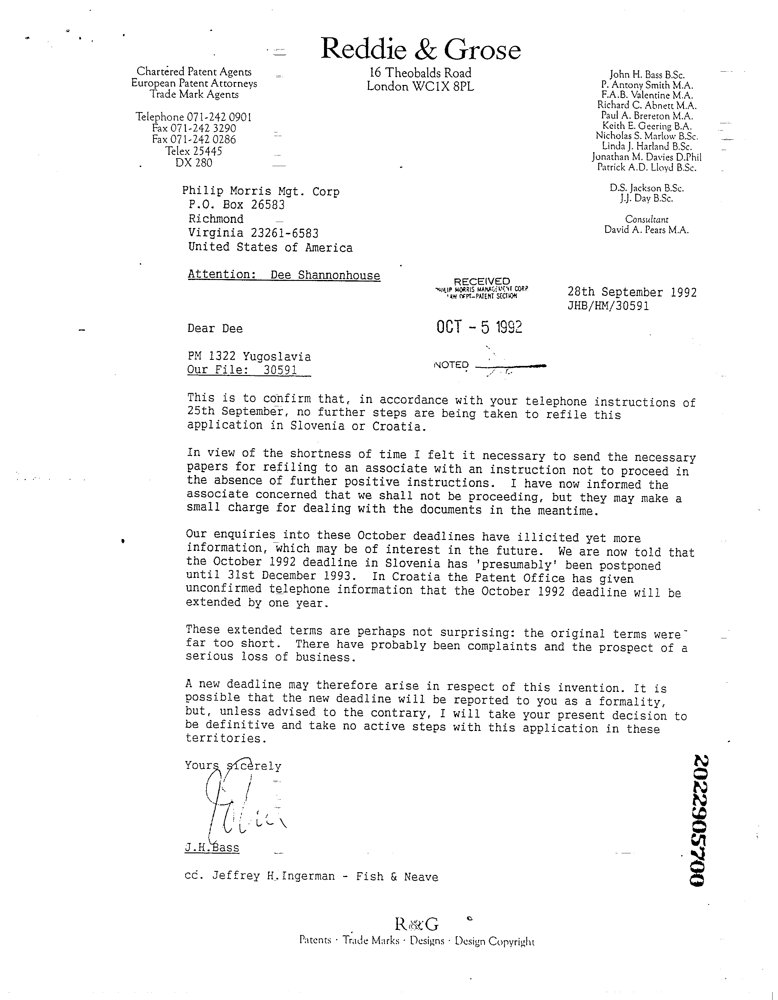 Reddie & Grose
16 Theobalds Road
London WC1X 8PL
Chartered Patent Agents
European Patent Attorneys
Trade Mark Agents
Telephone 071-242 0901
Fax 071-242 3290
Fax 071-242 0286
Telex 25445
DX 280
John H. Bass B.Sc.
P. Antony Smith M.A.
F.A.B. Valentine M.A.
Richard C. Abnett M.A.
Paul A. Brereton M.A.
Keith E. Geering B.A.
Nicholas S. Marlow B.Sc.
Linda J. Harland B.Sc.
Jonathan M. Davies D.Phil
Patrick A.D. Lloyd B.Sc.
D.S. Jackson B.Sc.
J.J. Day B.Sc.
Consultant
David A. Pears M.A.
Philip Morris Mgt. Corp
P.O. Box 26583
Richmond
Virginia 23261-6583
United States of America
Attention: Dee Shannonhouse
RECEIVED
PHILIP MORRIS MANAGEMENT CORP
LAW DEPT-PATENT SECTION
OCT - 5 1992
NOTED
28th September 1992
JHB/HM/30591
Dear Dee
PM 1322 Yugoslavia
Our File: 30591
This is to confirm that, in accordance with your telephone instructions of
25th September, no further steps are being taken to refile this
application in Slovenia or Croatia.
In view of the shortness of time I felt it necessary to send the necessary
papers for refiling to an associate with an instruction not to proceed in
the absence of further positive instructions. I have now informed the
associate concerned that we shall not be proceeding, but they may make a
small charge for dealing with the documents in the meantime.
Our enquiries into these October deadlines have illicited yet more
information, which may be of interest in the future. We are now told that
the October 1992 deadline in Slovenia has 'presumably' been postponed
until 31st December 1993. In Croatia the Patent Office has given
unconfirmed telephone information that the October 1992 deadline will be
extended by one year.
These extended terms are perhaps not surprising: the original terms were
far too short. There have probably been complaints and the prospect of a
serious loss of business.
A new deadline may therefore arise in respect of this invention. It is
possible that the new deadline will be reported to you as a formality,
but, unless advised to the contrary, I will take your present decision to
be definitive and take no active steps with this application in these
territories.
Yours sicerely
J.H.Bass
cc. Jeffrey H.Ingerman - Fish & Neave
2022905700
R&G
Patents · Trade Marks · Designs · Design Copyright